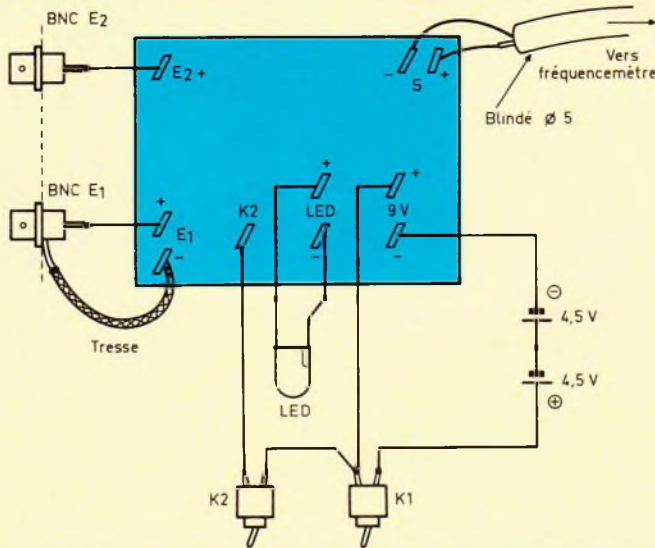 BNC E2
E2 +
- S +
Vers
fréquencemètre
Blindé ø 5
BNC E1
+
E1
-
Tresse
K2
+
LED
-
+
9 V
-
⊖
4,5 V
4,5 V
⊕
LED
K2
K1